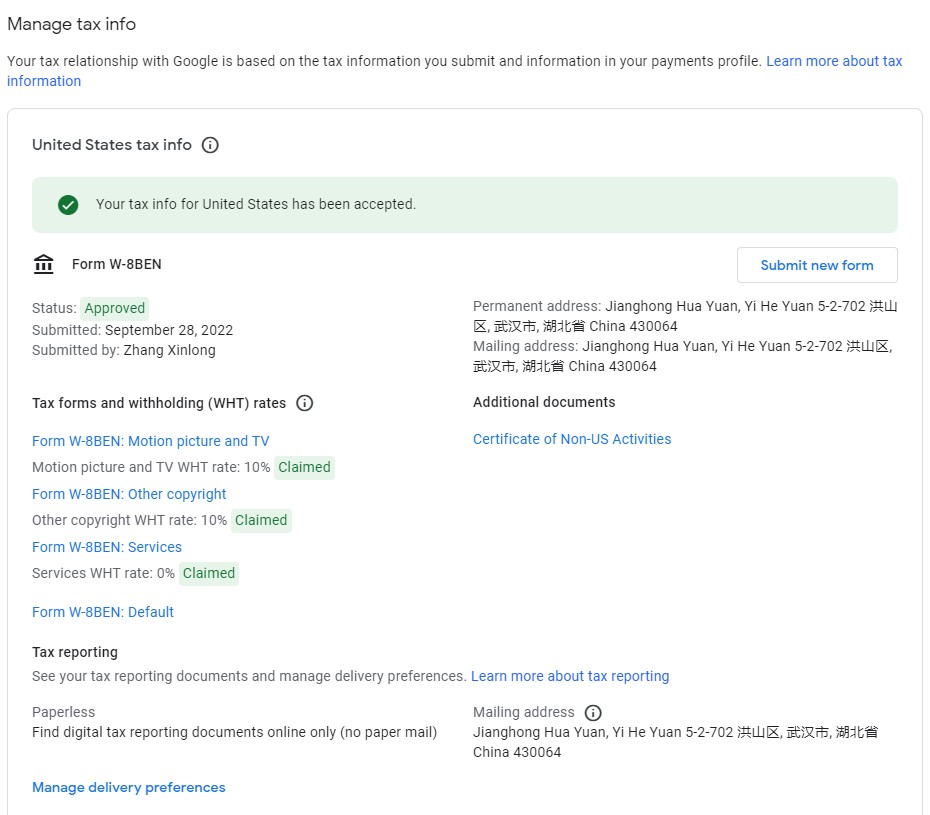 Manage tax info
Your tax relationship with Google is based on the tax information you submit and information in your payments profile. Learn more about tax
information
United States tax info
Your tax info for United States has been accepted.
Form W-8BEN
Submit new form
Status: Approved
Submitted: September 28, 2022
Submitted by: Zhang Xinlong
Permanent address: Jianghong Hua Yuan, Yi He Yuan 5-2-702 洪山
区, 武汉市, 湖北省 China 430064
Mailing address: Jianghong Hua Yuan, Yi He Yuan 5-2-702 洪山区,
武汉市, 湖北省 China 430064
Tax forms and withholding (WHT) rates
Form W-8BEN: Motion picture and TV
Motion picture and TV WHT rate: 10% Claimed
Form W-8BEN: Other copyright
Other copyright WHT rate: 10% Claimed
Form W-8BEN: Services
Services WHT rate: 0% Claimed
Form W-8BEN: Default
Additional documents
Certificate of Non-US Activities
Tax reporting
See your tax reporting documents and manage delivery preferences. Learn more about tax reporting
Paperless
Find digital tax reporting documents online only (no paper mail)
Mailing address
Jianghong Hua Yuan, Yi He Yuan 5-2-702 洪山区, 武汉市, 湖北省
China 430064
Manage delivery preferences